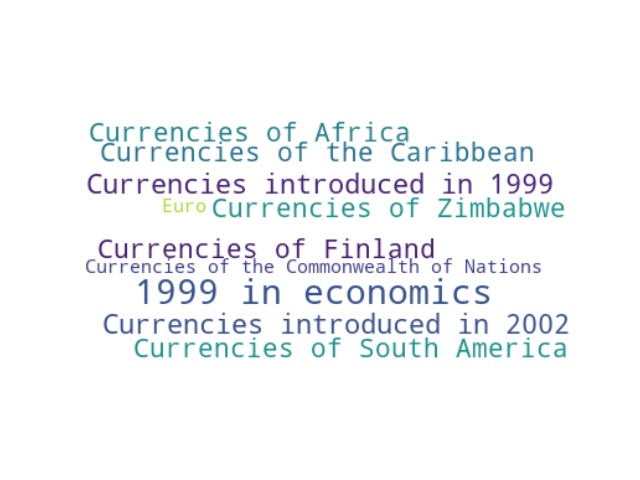 Currencies of Africa
Currencies of the Caribbean
Currencies introduced in 1999
Euro Currencies of Zimbabwe
Currencies of Finland
Currencies of the Commonwealth of Nations
1999 in economics
Currencies introduced in 2002
Currencies of South America